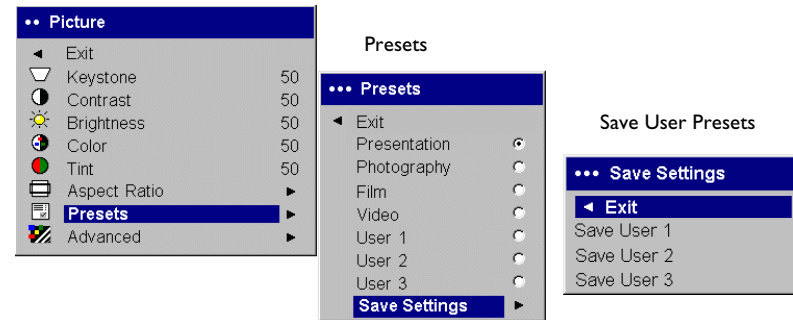 •• Picture
◄ Exit
Keystone 50
Contrast 50
Brightness 50
Color 50
Tint 50
Aspect Ratio ►
Presets ►
Advanced ►
Presets
••• Presets
◄ Exit
Presentation
Photography
Film
Video
User 1
User 2
User 3
Save Settings ►
Save User Presets
••• Save Settings
◄ Exit
Save User 1
Save User 2
Save User 3